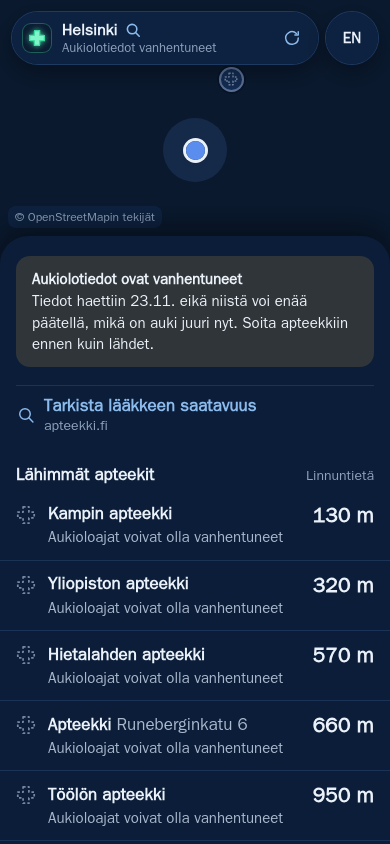 Helsinki
Aukiolotiedot vanhentuneet
EN
© OpenStreetMapin tekijät
Aukiolotiedot ovat vanhentuneet
Tiedot haettiin 23.11. eikä niistä voi enää
päätellä, mikä on auki juuri nyt. Soita apteekkiin
ennen kuin lähdet.
Tarkista lääkkeen saatavuus
apteekki.fi
Lähimmät apteekit Linnuntietä
Kampin apteekki 130 m
Aukioloajat voivat olla vanhentuneet
Yliopiston apteekki 320 m
Aukioloajat voivat olla vanhentuneet
Hietalahden apteekki 570 m
Aukioloajat voivat olla vanhentuneet
Apteekki Runeberginkatu 6 660 m
Aukioloajat voivat olla vanhentuneet
Töölön apteekki 950 m
Aukioloajat voivat olla vanhentuneet